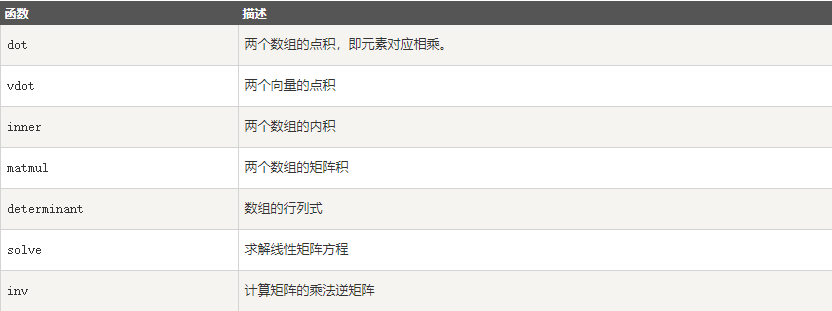 函数 描述
dot 两个数组的点积，即元素对应相乘。
vdot 两个向量的点积
inner 两个数组的内积
matmul 两个数组的矩阵积
determinant 数组的行列式
solve 求解线性矩阵方程
inv 计算矩阵的乘法逆矩阵